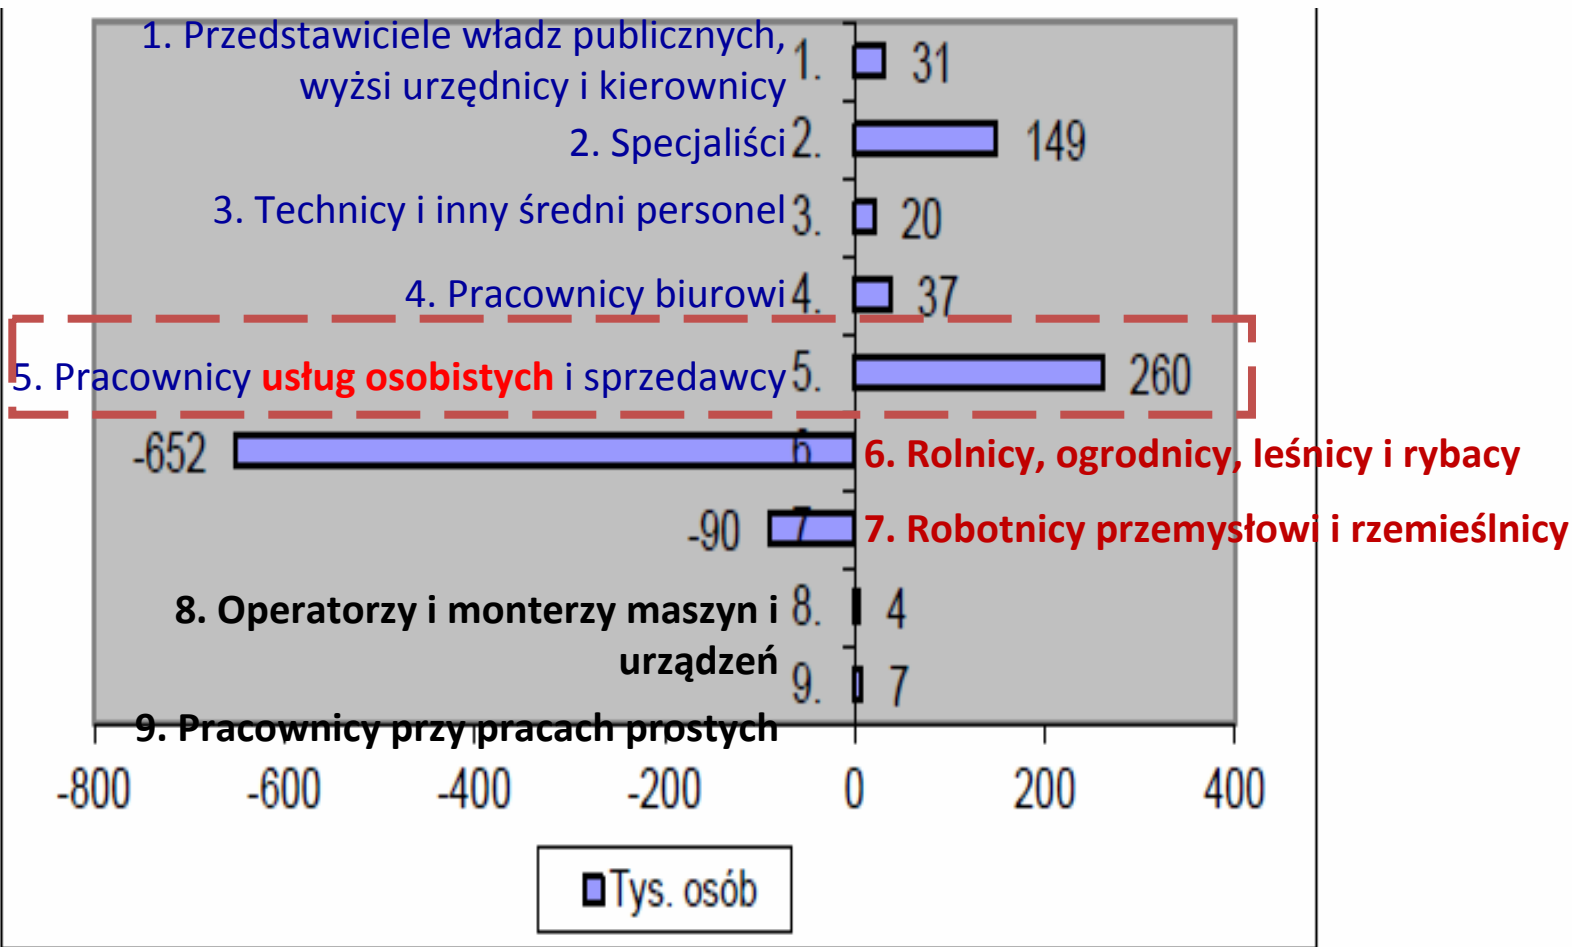 1. Przedstawiciele władz publicznych,
wyżsi urzędnicy i kierownicy
1. 31
2. Specjaliści 2. 149
3. Technicy i inny średni personel 3. 20
4. Pracownicy biurowi 4. 37
5. Pracownicy usług osobistych i sprzedawcy 5. 260
-652 6 6. Rolnicy, ogrodnicy, leśnicy i rybacy
-90 7 7. Robotnicy przemysłowi i rzemieślnicy
8. Operatorzy i monterzy maszyn i 8. 4
urządzeń
9. 7
9. Pracownicy przy pracach prostych
-800 -600 -400 -200 0 200 400
Tys. osób